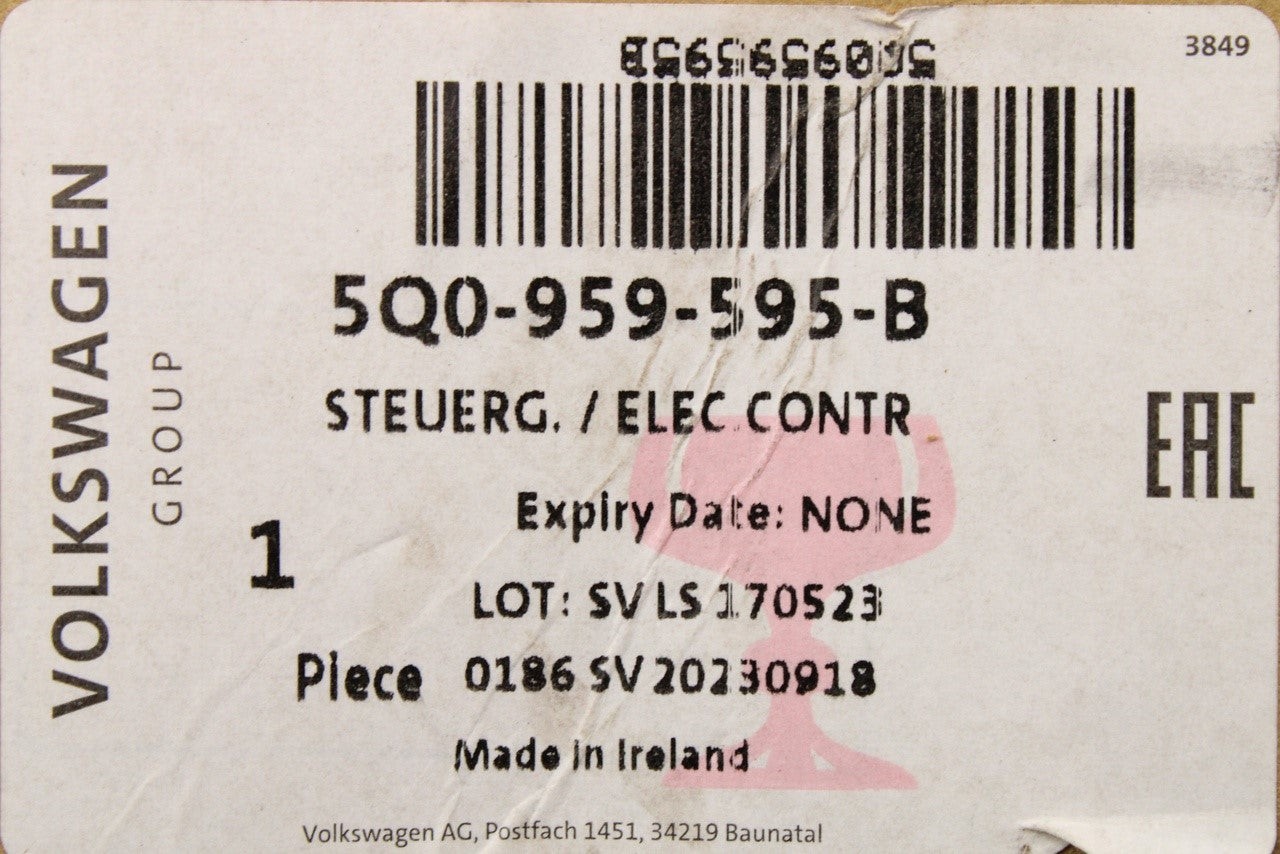 5Q0959595B
3849
VOLKSWAGEN
GROUP
5Q0-959-595-B
STEUERG. / ELEC CONTR
EAC
Expiry Date: NONE
1
LOT: SV LS 170523
Piece 0186 SV 20230918
Made in Ireland
Volkswagen AG, Postfach 1451, 34219 Baunatal